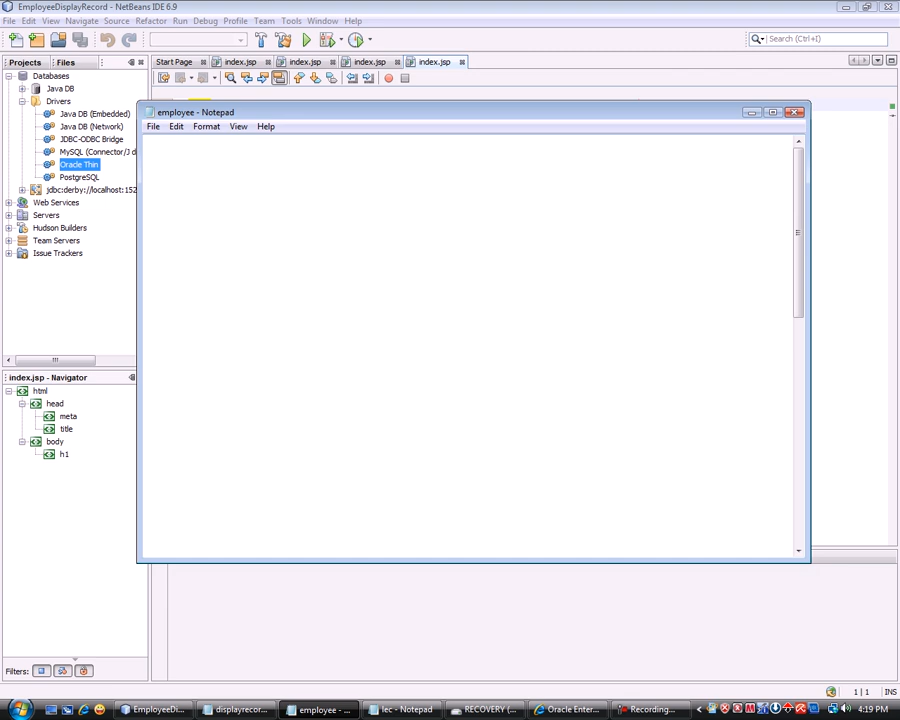 EmployeeDisplayRecord - NetBeans IDE 6.9
File Edit View Navigate Source Refactor Run Debug Profile Team Tools Window Help
Search (Ctrl+I)
Projects Files
Start Page index.jsp index.jsp index.jsp index.jsp
Databases
Java DB
Drivers
Java DB (Embedded)
Java DB (Network)
JDBC-ODBC Bridge
MySQL (Connector/J d
Oracle Thin
PostgreSQL
jdbc:derby://localhost:152
Web Services
Servers
Hudson Builders
Team Servers
Issue Trackers
employee - Notepad
File Edit Format View Help
index.jsp - Navigator
html
head
meta
title
body
h1
Filters:
1 | 1 INS
EmployeeDi... displayrecor... employee - ... lec - Notepad RECOVERY (... Oracle Enter... Recording... 4:19 PM